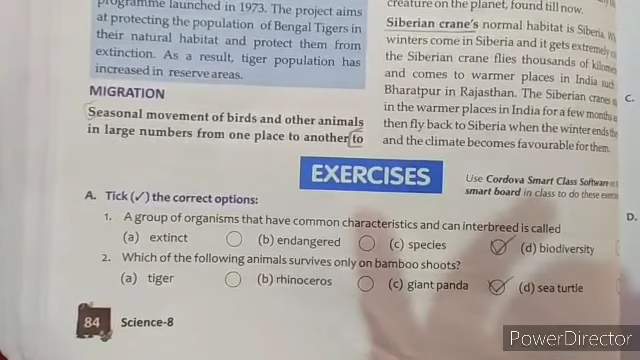 programme launched in 1973. The project aims
at protecting the population of Bengal Tigers in
their natural habitat and protect them from
extinction. As a result, tiger population has
increased in reserve areas.
MIGRATION
Seasonal movement of birds and other animals
in large numbers from one place to another to
creature on the planet, found till now.
Siberian crane's normal habitat is Siberia.
winters come in Siberia and it gets extremely
the Siberian crane flies thousands of
and comes to warmer places in India such
Bharatpur in Rajasthan. The Siberian cranes
in the warmer places in India for a few months
then fly back to Siberia when the winter ends
and the climate becomes favourable for them.
EXERCISES
Use Cordova Smart Class Software
smart board in class to do these
A. Tick (✓) the correct options:
1. A group of organisms that have common characteristics and can interbreed is called
(a) extinct (b) endangered (c) species (d) biodiversity
2. Which of the following animals survives only on bamboo shoots?
(a) tiger (b) rhinoceros (c) giant panda (d) sea turtle
84 Science-8
C.
D.
PowerDirector